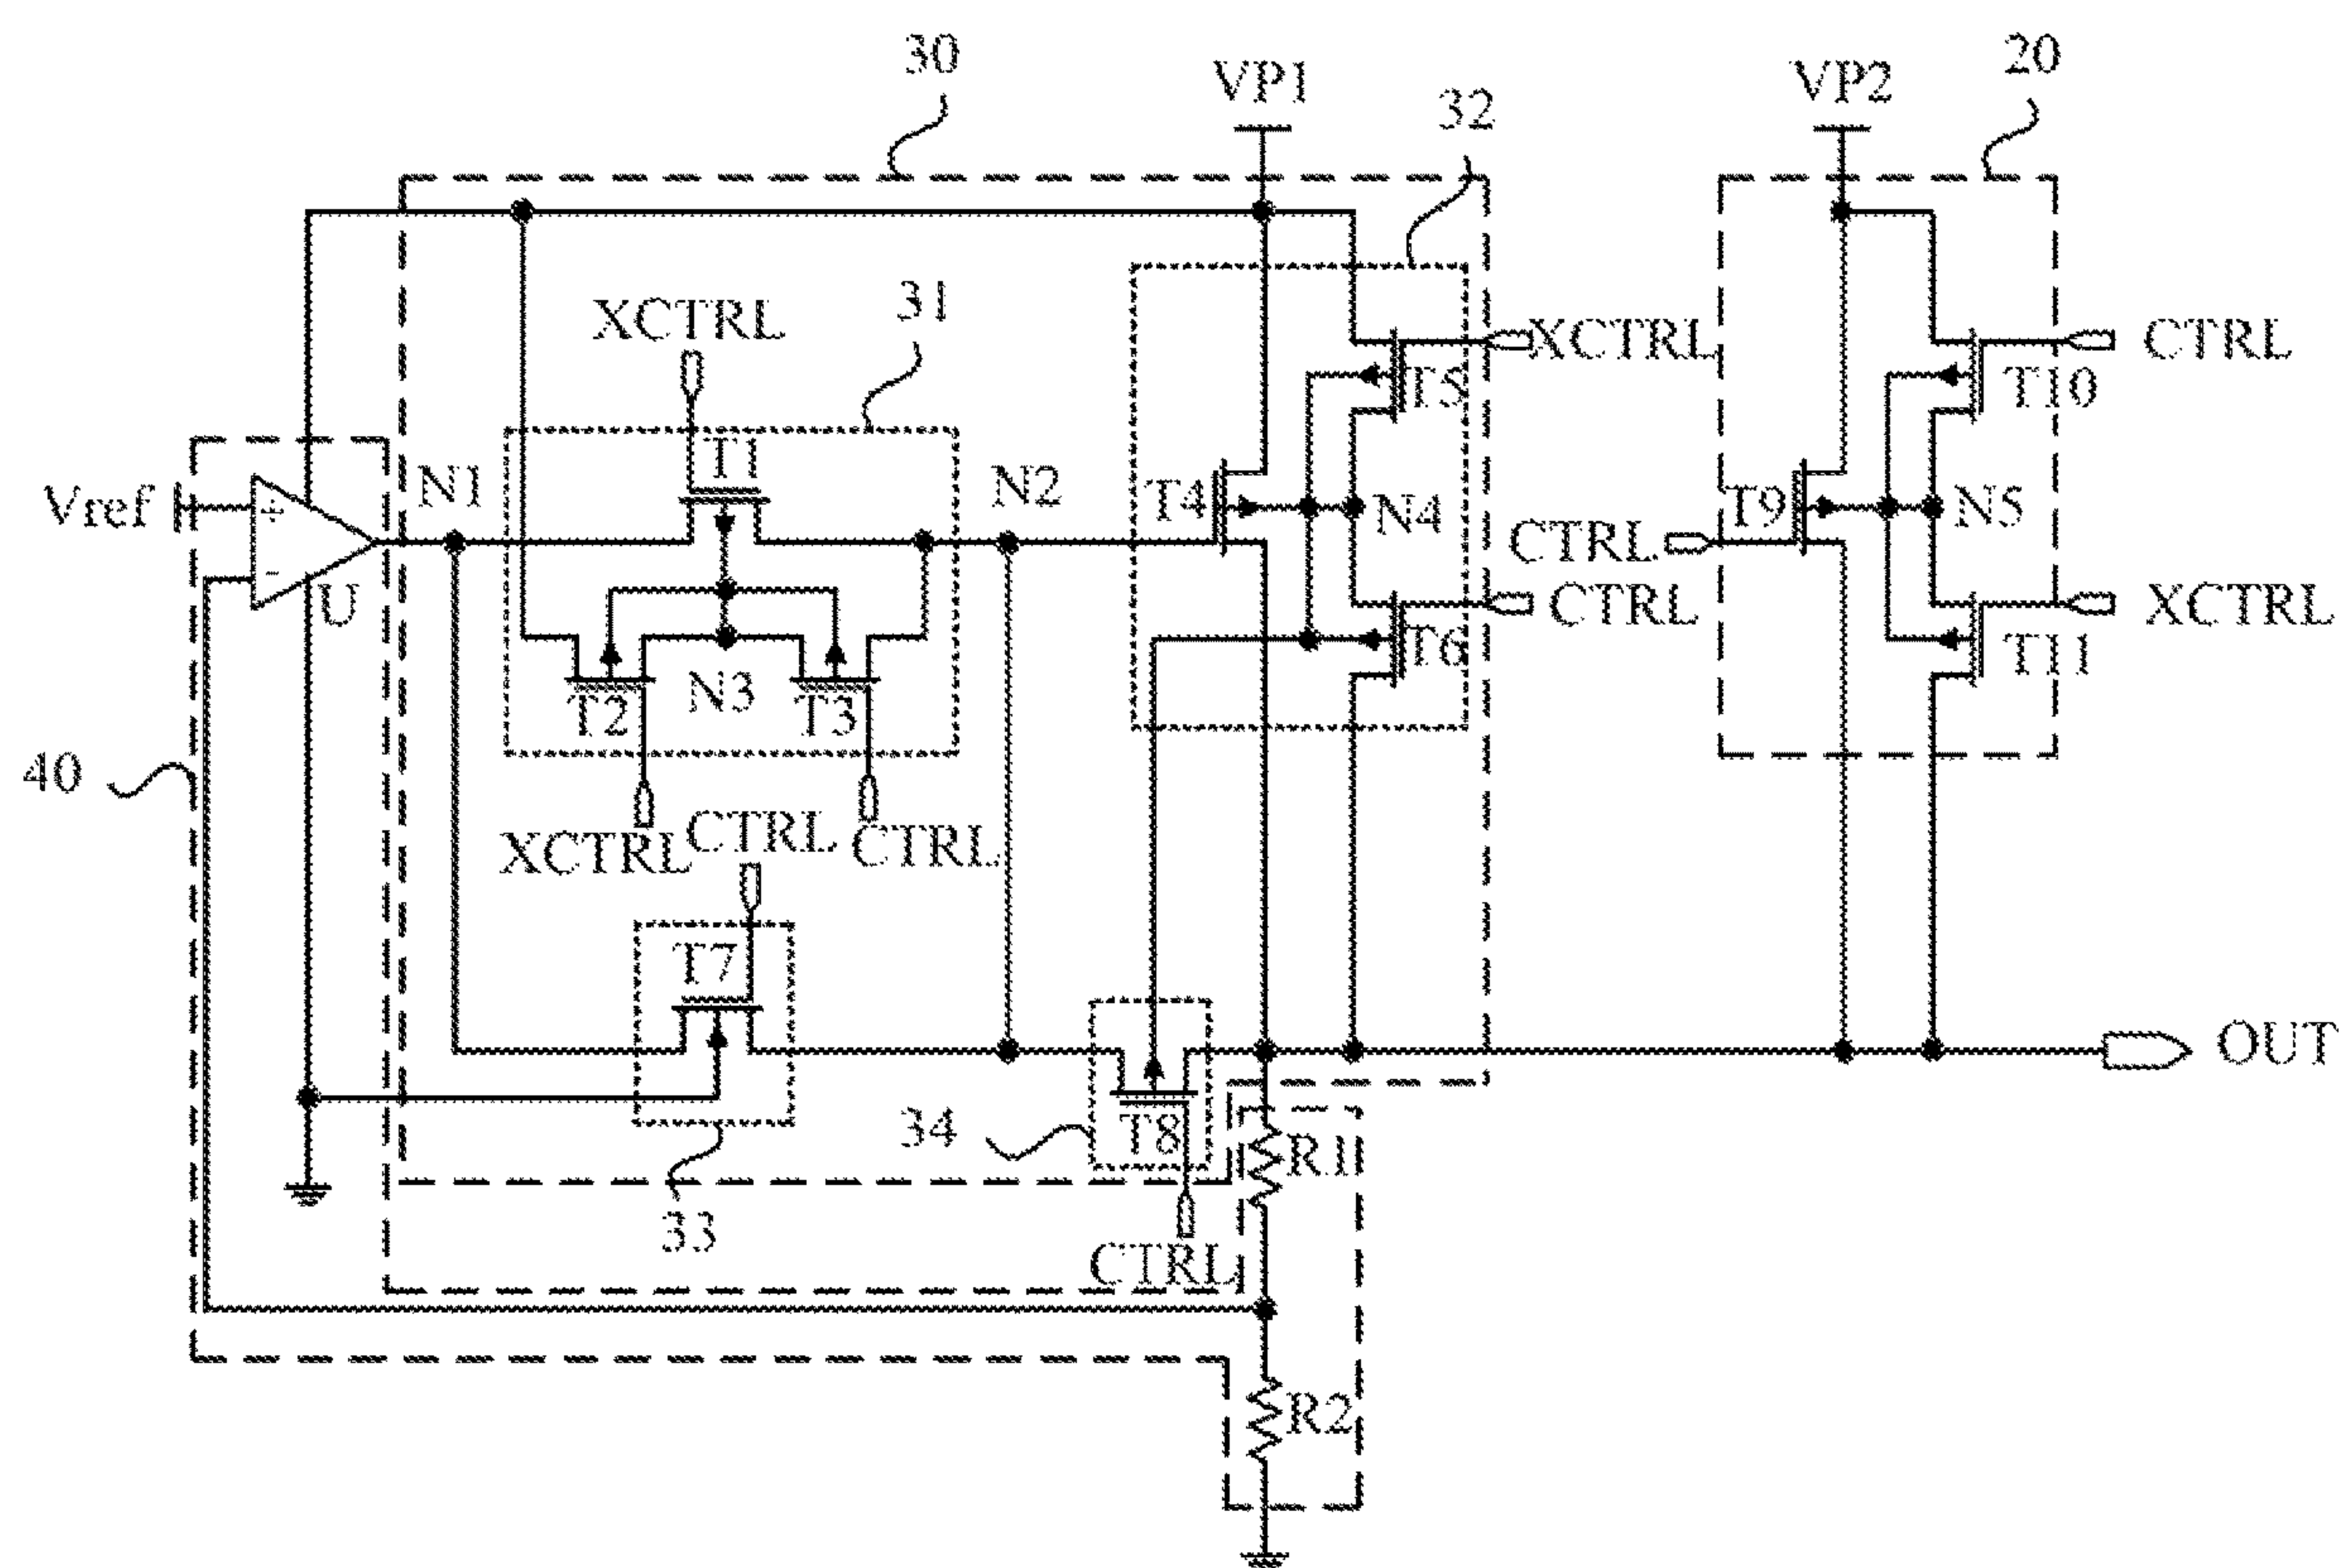 30
VP1
32
VP2
20
31
XCTRL
XCTRL
CTRL
T5
T10
T1
N1
N2
Vref
+
T4
N4
T9
N5
CTRL
-
U
CTRL
XCTRL
T6
T11
T2
N3
T3
40
XCTRL
CTRL
CTRL
T7
OUT
34
T8
R1
33
CTRL
R2